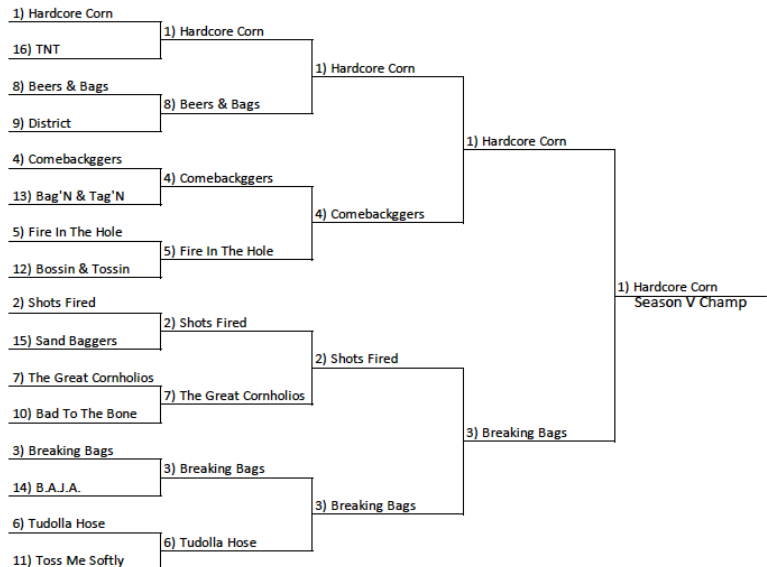 1) Hardcore Corn
16) TNT
8) Beers & Bags
9) District
4) Comebackggers
13) Bag'N & Tag'N
5) Fire In The Hole
12) Bossin & Tossin
2) Shots Fired
15) Sand Baggers
7) The Great Cornholios
10) Bad To The Bone
3) Breaking Bags
14) B.A.J.A.
6) Tudolla Hose
11) Toss Me Softly
1) Hardcore Corn
8) Beers & Bags
4) Comebackggers
5) Fire In The Hole
2) Shots Fired
7) The Great Cornholios
3) Breaking Bags
6) Tudolla Hose
1) Hardcore Corn
4) Comebackggers
2) Shots Fired
3) Breaking Bags
1) Hardcore Corn
3) Breaking Bags
1) Hardcore Corn
Season V Champ